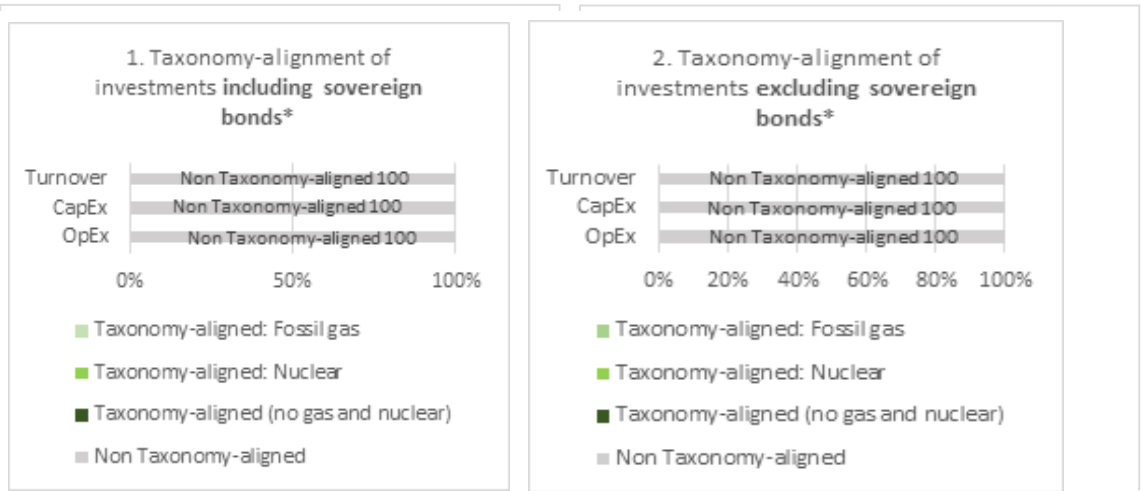 1. Taxonomy-alignment of
investments including sovereign
bonds*
Turnover
Non Taxonomy-aligned 100
CapEx
Non Taxonomy-aligned 100
OpEx
Non Taxonomy-aligned 100
0% 50% 100%
Taxonomy-aligned: Fossil gas
Taxonomy-aligned: Nuclear
Taxonomy-aligned (no gas and nuclear)
Non Taxonomy-aligned
2. Taxonomy-alignment of
investments excluding sovereign
bonds*
Turnover
Non Taxonomy-aligned 100
CapEx
Non Taxonomy-aligned 100
OpEx
Non Taxonomy-aligned 100
0% 20% 40% 60% 80% 100%
Taxonomy-aligned: Fossil gas
Taxonomy-aligned: Nuclear
Taxonomy-aligned (no gas and nuclear)
Non Taxonomy-aligned